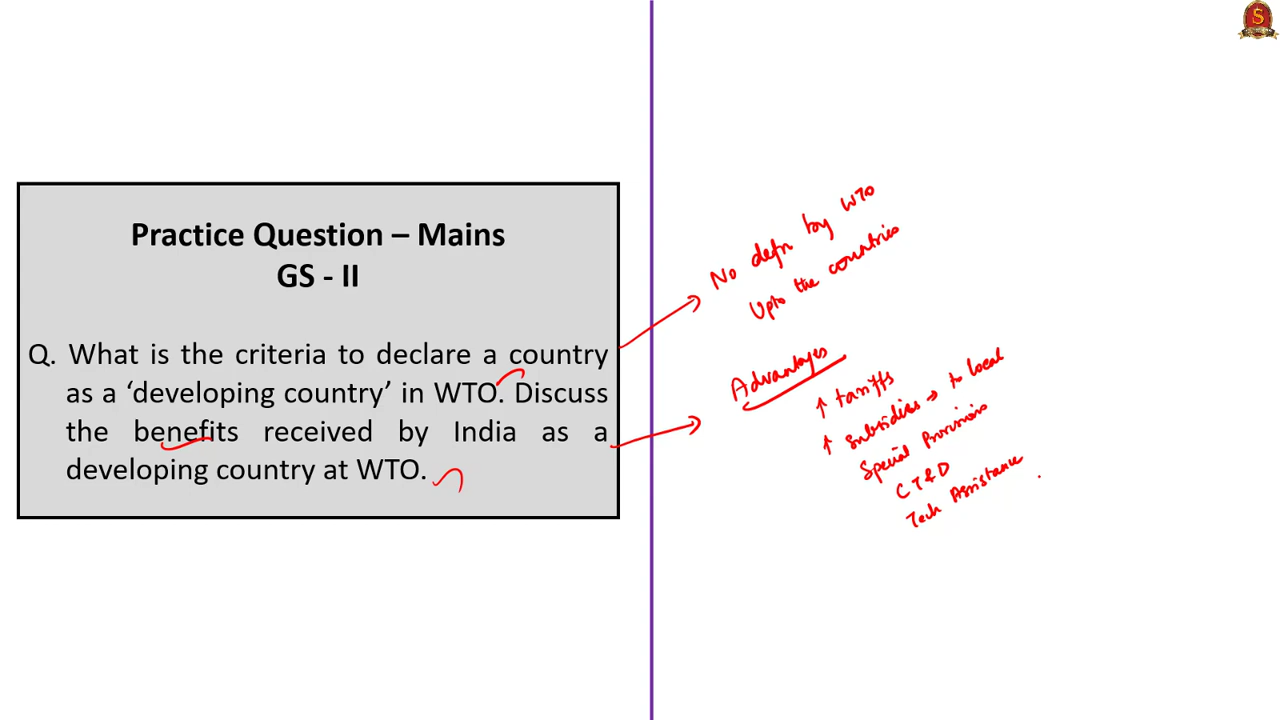 Practice Question – Mains
GS - II
Q. What is the criteria to declare a country
as a ‘developing country’ in WTO. Discuss
the benefits received by India as a
developing country at WTO.
No defn by WTO
Upto the countries
Advantages
↑ tariffs
↑ subsidies → to local
Special Provisions
CT&D
Tech Assistance
S